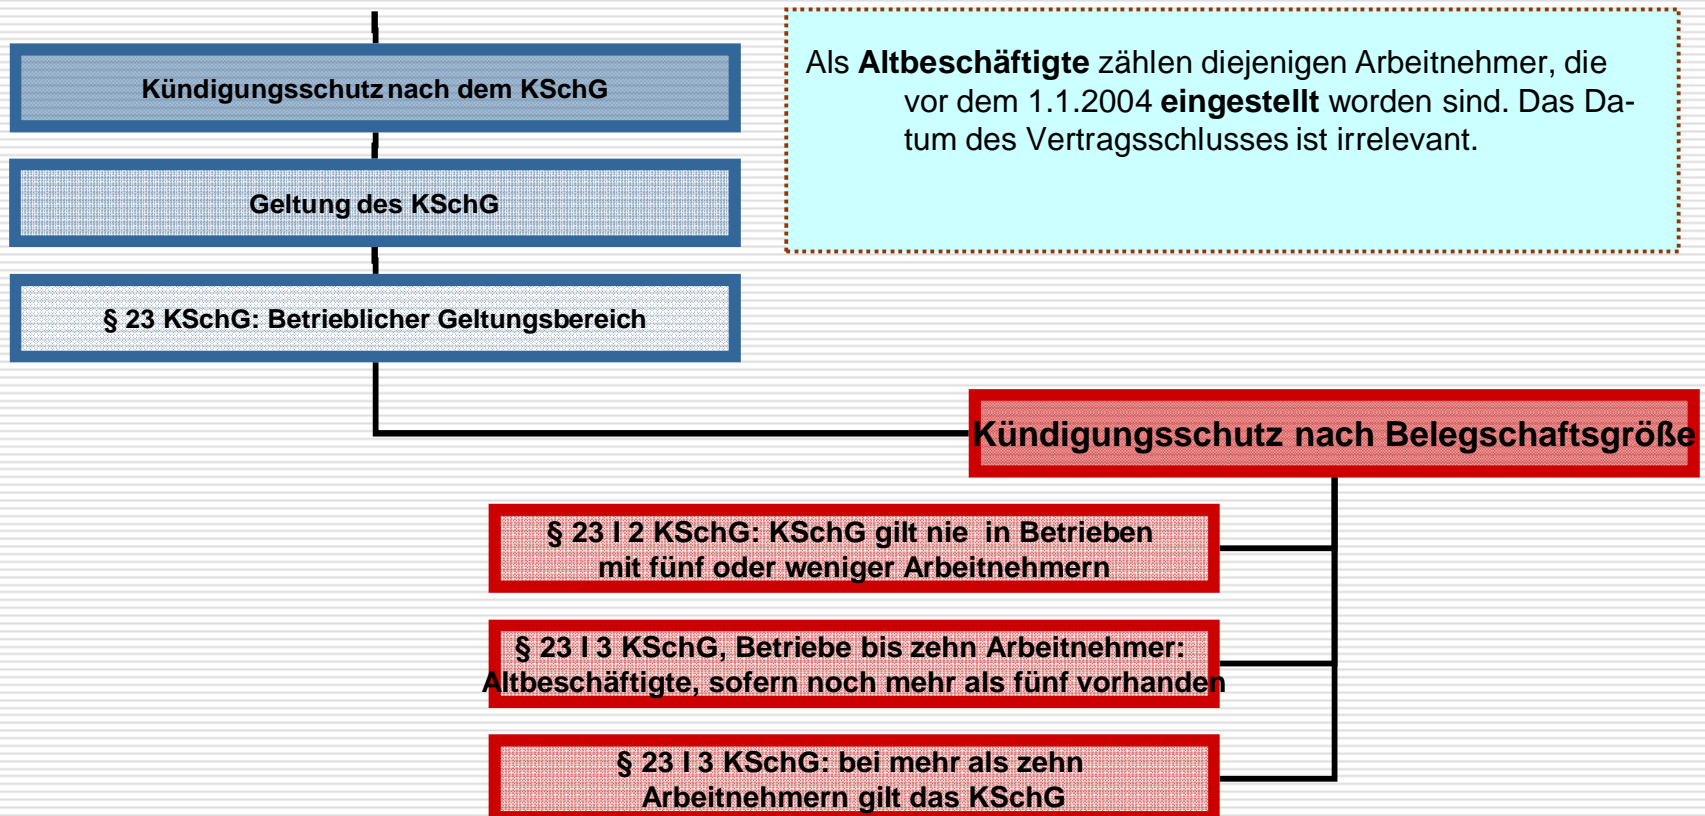 Kündigungsschutz nach dem KSchG
Geltung des KSchG
§ 23 KSchG: Betrieblicher Geltungsbereich
Als Altbeschäftigte zählen diejenigen Arbeitnehmer, die
vor dem 1.1.2004 eingestellt worden sind. Das Da-
tum des Vertragsschlusses ist irrelevant.
Kündigungsschutz nach Belegschaftsgröße
§ 23 I 2 KSchG: KSchG gilt nie in Betrieben
mit fünf oder weniger Arbeitnehmern
§ 23 I 3 KSchG, Betriebe bis zehn Arbeitnehmer:
Altbeschäftigte, sofern noch mehr als fünf vorhanden
§ 23 I 3 KSchG: bei mehr als zehn
Arbeitnehmern gilt das KSchG